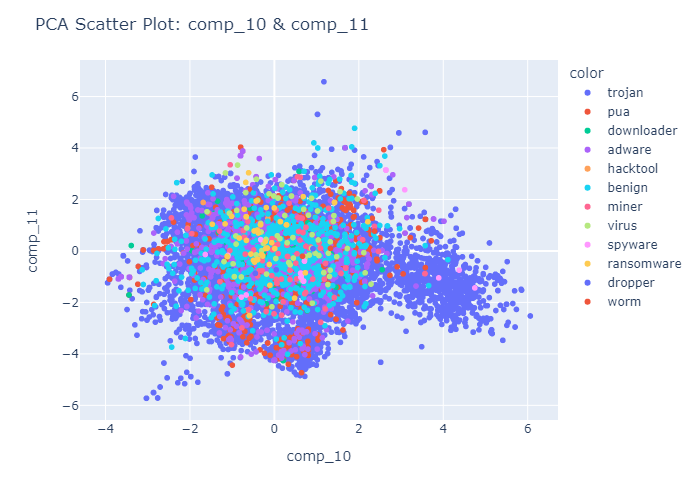 PCA Scatter Plot: comp_10 & comp_11
color
trojan
pua
downloader
adware
hacktool
benign
miner
virus
spyware
ransomware
dropper
worm
comp_11
6
4
2
0
−2
−4
−6
−4 −2 0 2 4 6
comp_10